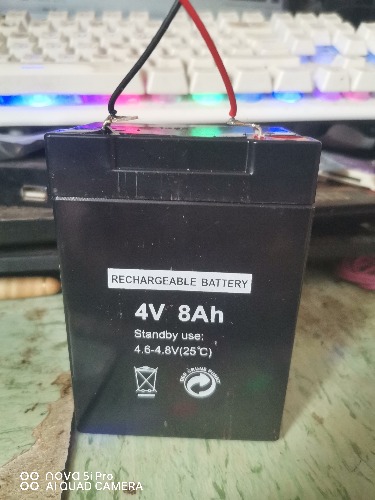 RECHARGEABLE BATTERY
4V 8Ah
Standby use:
4.6-4.8V(25℃)
nova 5i Pro
AI QUAD CAMERA